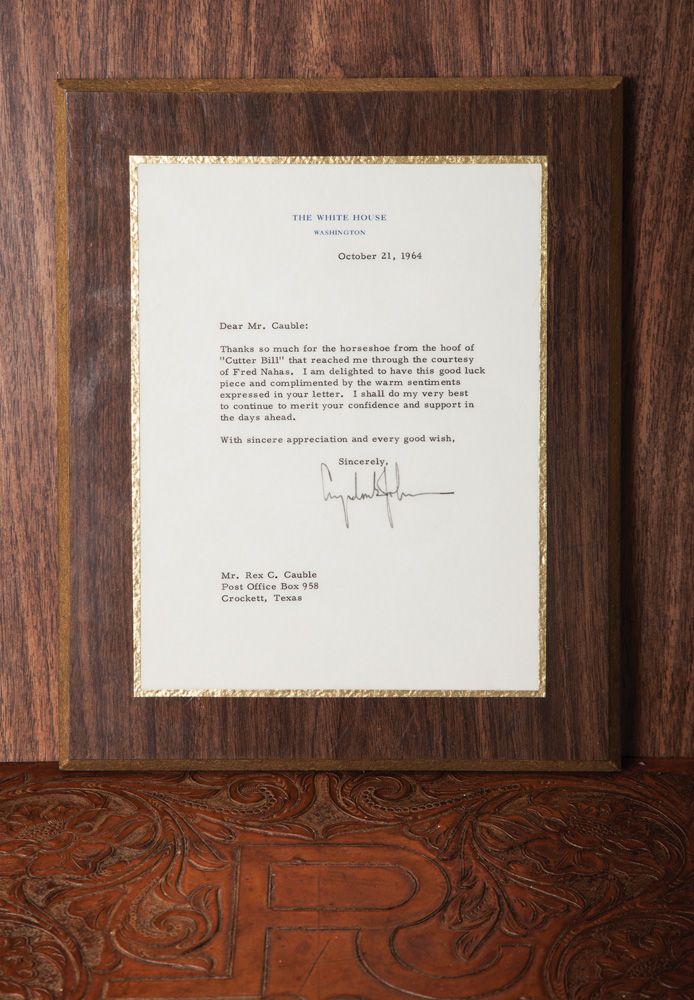 THE WHITE HOUSE
WASHINGTON
October 21, 1964
Dear Mr. Cauble:
Thanks so much for the horseshoe from the hoof of
"Cutter Bill" that reached me through the courtesy
of Fred Nahas. I am delighted to have this good luck
piece and complimented by the warm sentiments
expressed in your letter. I shall do my very best
to continue to merit your confidence and support in
the days ahead.
With sincere appreciation and every good wish,
Sincerely,
Mr. Rex C. Cauble
Post Office Box 958
Crockett, Texas